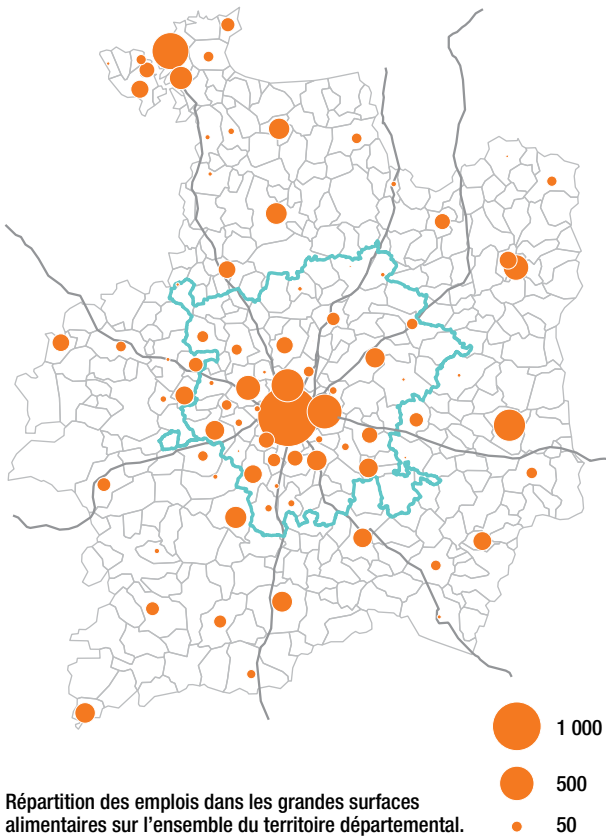 1 000
500
50
Répartition des emplois dans les grandes surfaces
alimentaires sur l'ensemble du territoire départemental.